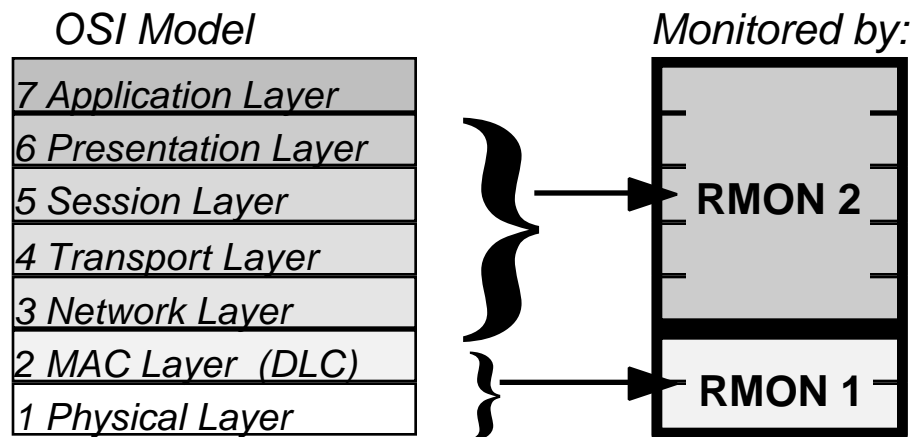 OSI Model
Monitored by:
7 Application Layer
6 Presentation Layer
5 Session Layer
4 Transport Layer
3 Network Layer
2 MAC Layer (DLC)
1 Physical Layer
RMON 2
RMON 1